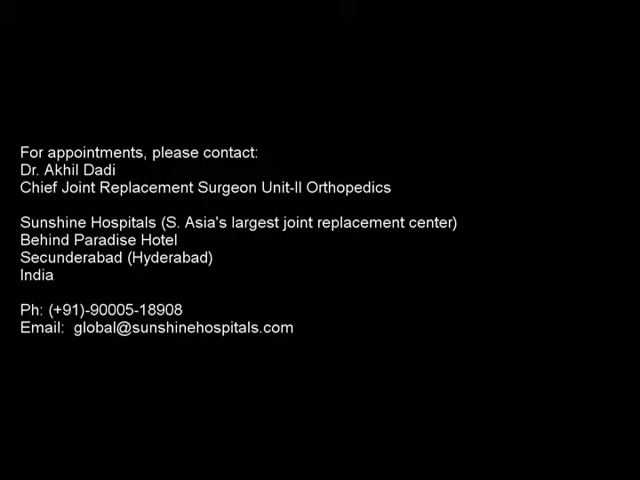 For appointments, please contact:
Dr. Akhil Dadi
Chief Joint Replacement Surgeon Unit-II Orthopedics
Sunshine Hospitals (S. Asia's largest joint replacement center)
Behind Paradise Hotel
Secunderabad (Hyderabad)
India
Ph: (+91)-90005-18908
Email:  global@sunshinehospitals.com